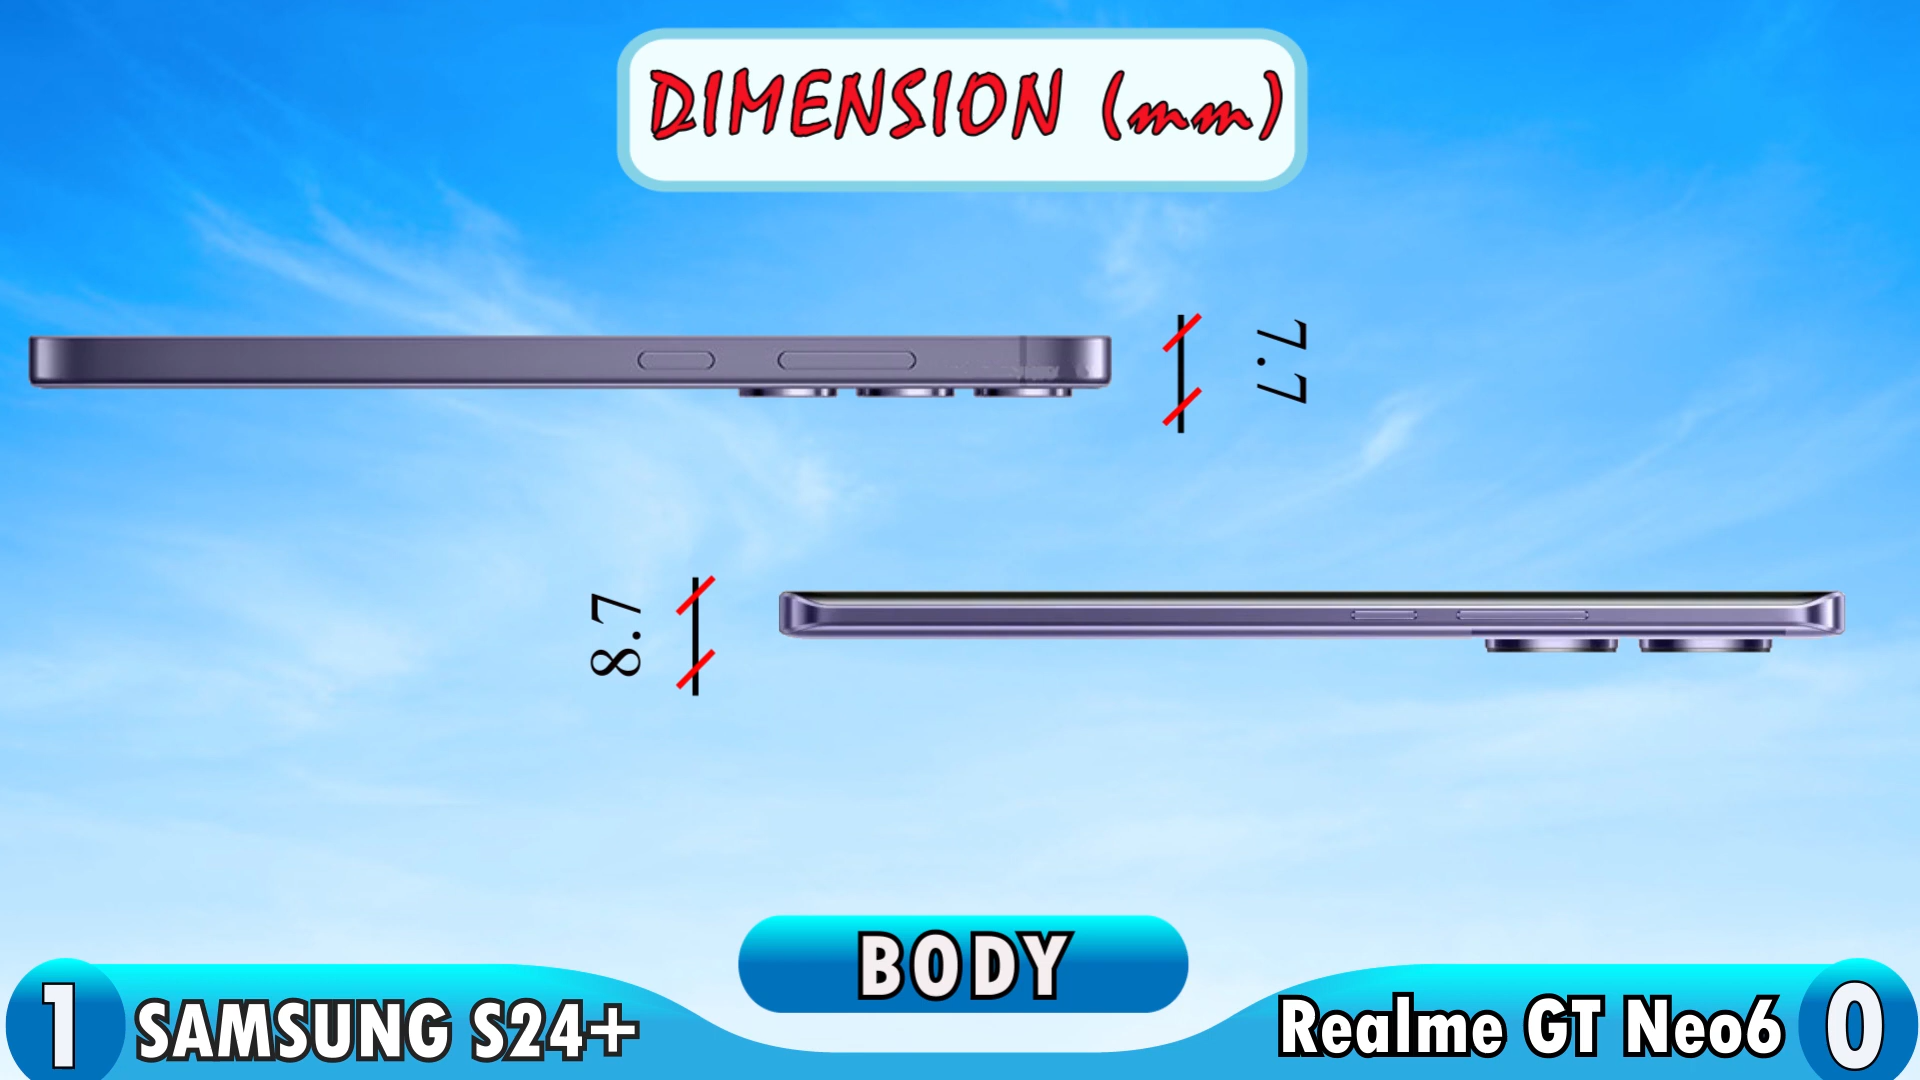 DIMENSION (mm)
7.7
8.7
BODY
1 SAMSUNG S24+
Realme GT Neo6 0